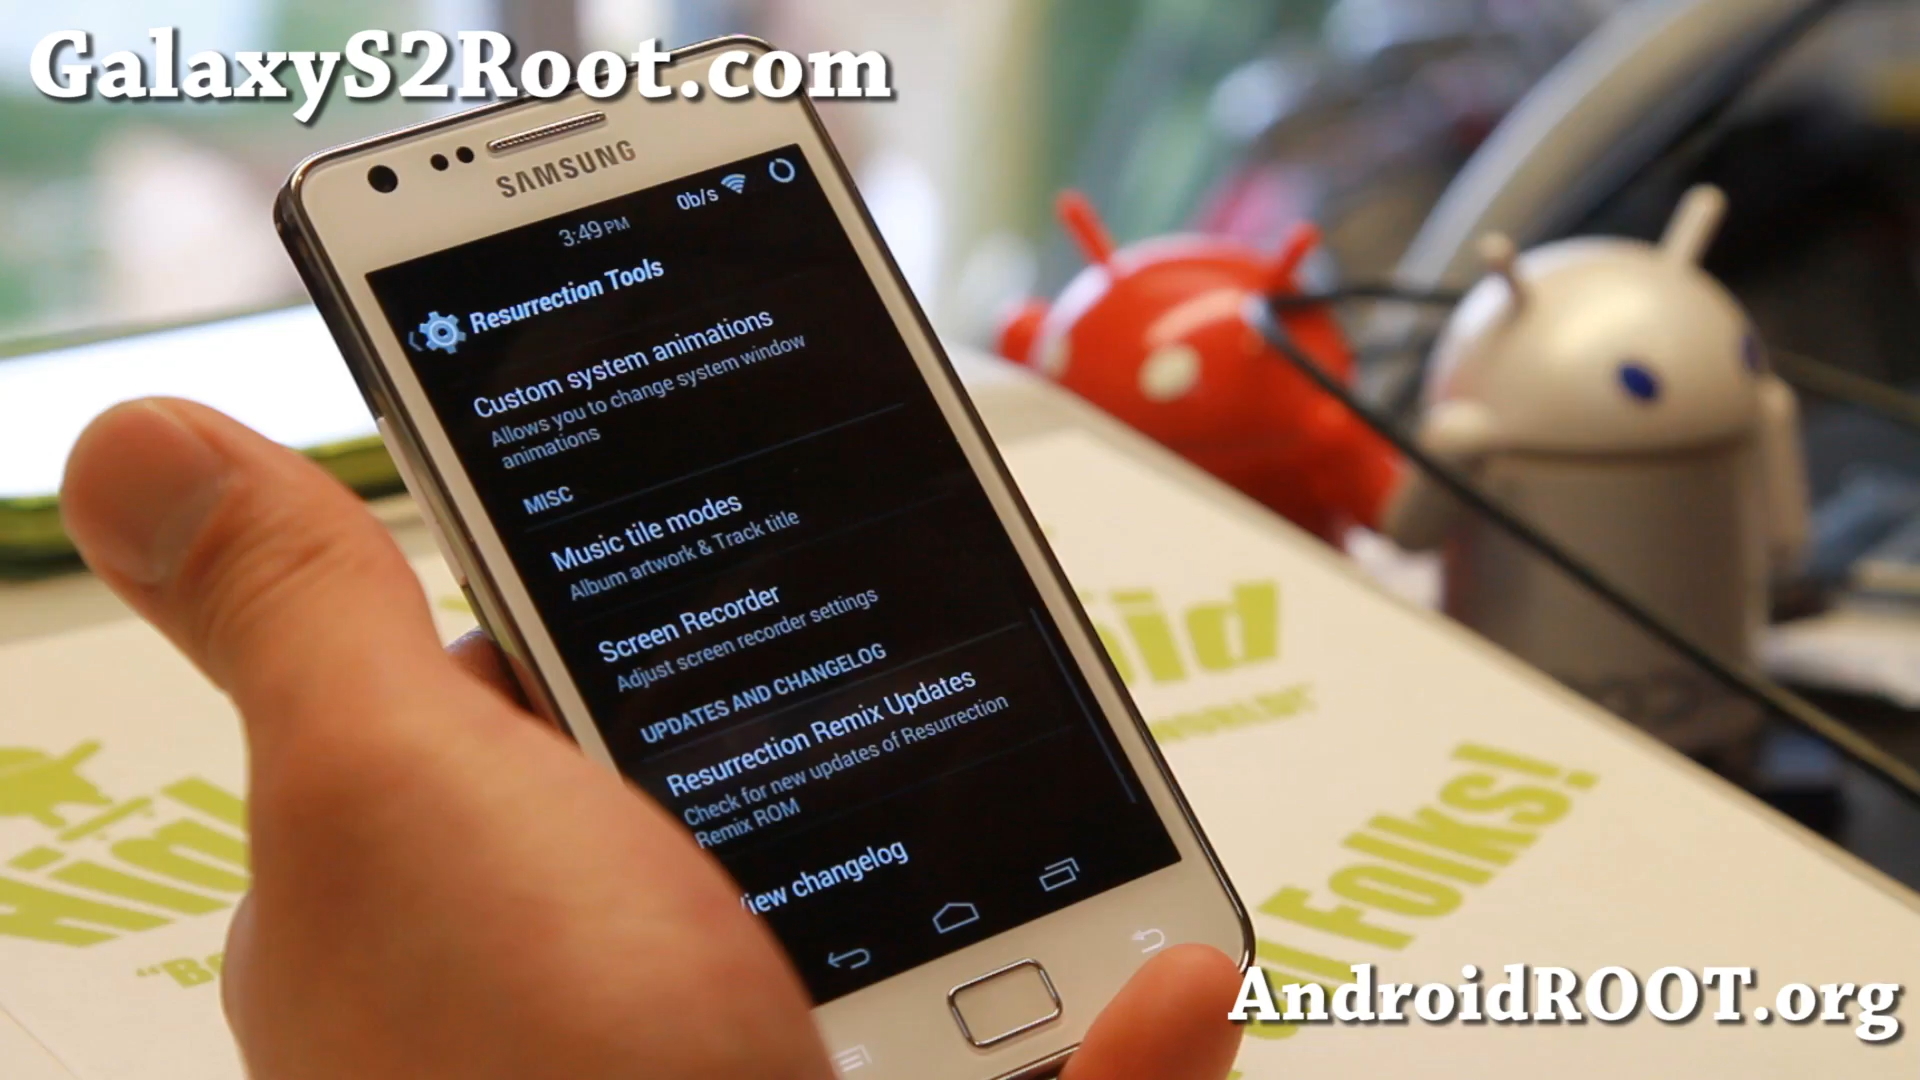 GalaxyS2Root.com
SAMSUNG
0b/s
3:49 PM
Resurrection Tools
Custom system animations
Allows you to change system window
animations
MISC
Music tile modes
Album artwork & Track title
Screen Recorder
Adjust screen recorder settings
UPDATES AND CHANGELOG
Resurrection Remix Updates
Check for new updates of Resurrection
Remix ROM
View changelog
Folks!
AndroidROOT.org